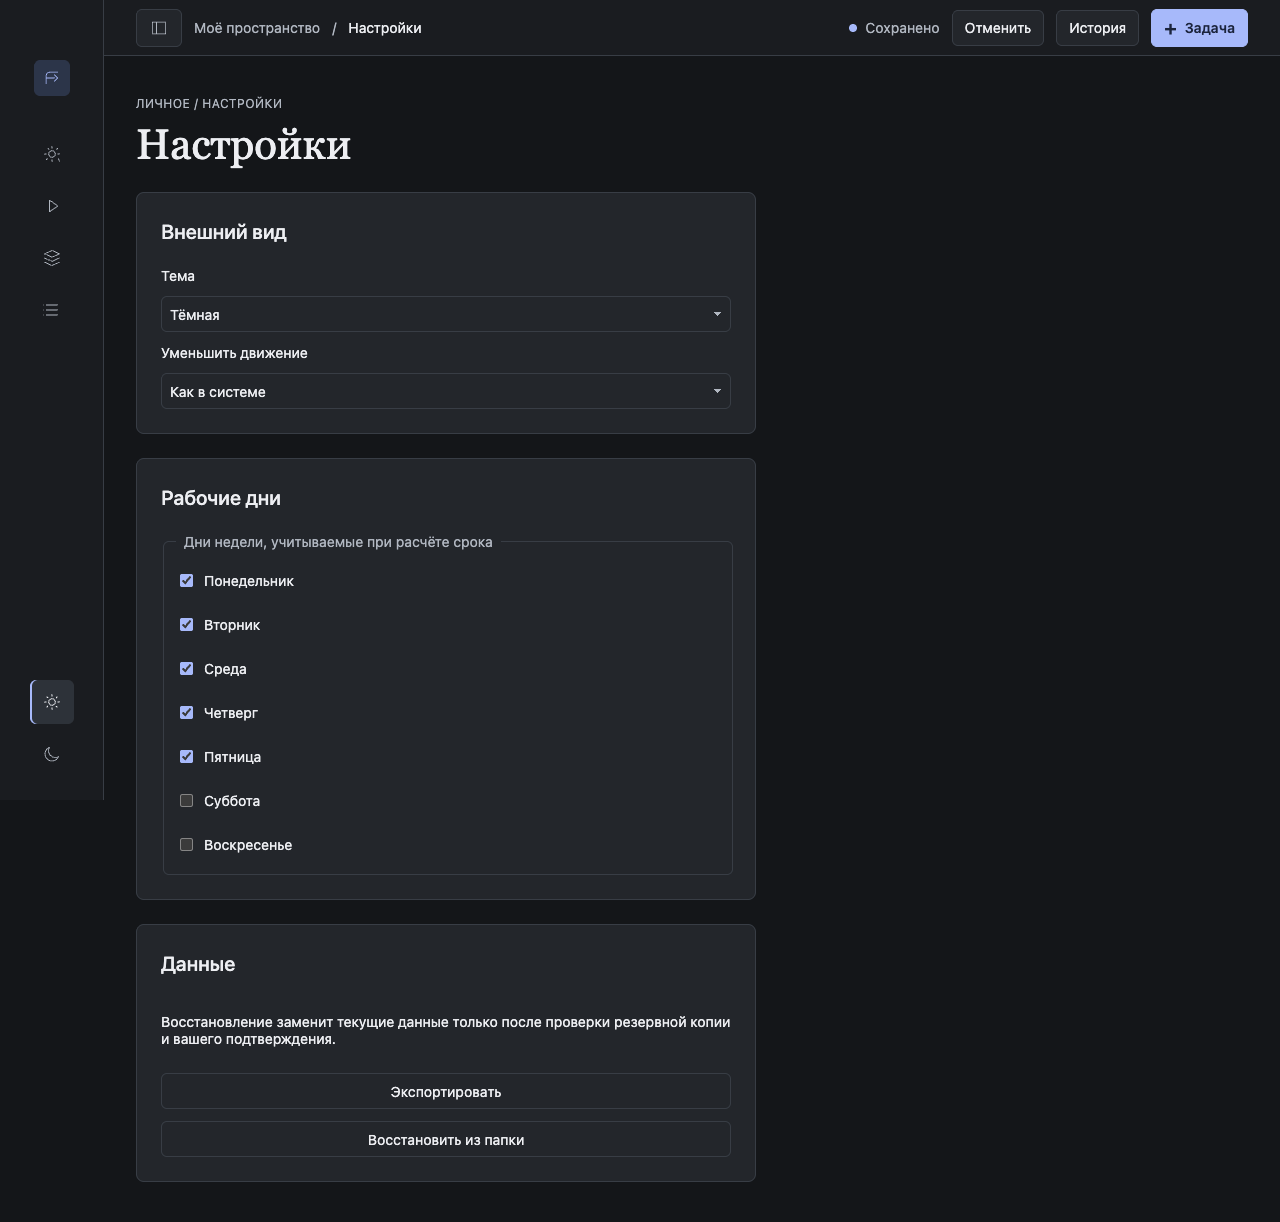 Моё пространство / Настройки
Сохранено
Отменить
История
+ Задача
ЛИЧНОЕ / НАСТРОЙКИ
Настройки
Внешний вид
Тема
Тёмная
Уменьшить движение
Как в системе
Рабочие дни
Дни недели, учитываемые при расчёте срока
Понедельник
Вторник
Среда
Четверг
Пятница
Суббота
Воскресенье
Данные
Восстановление заменит текущие данные только после проверки резервной копии
и вашего подтверждения.
Экспортировать
Восстановить из папки